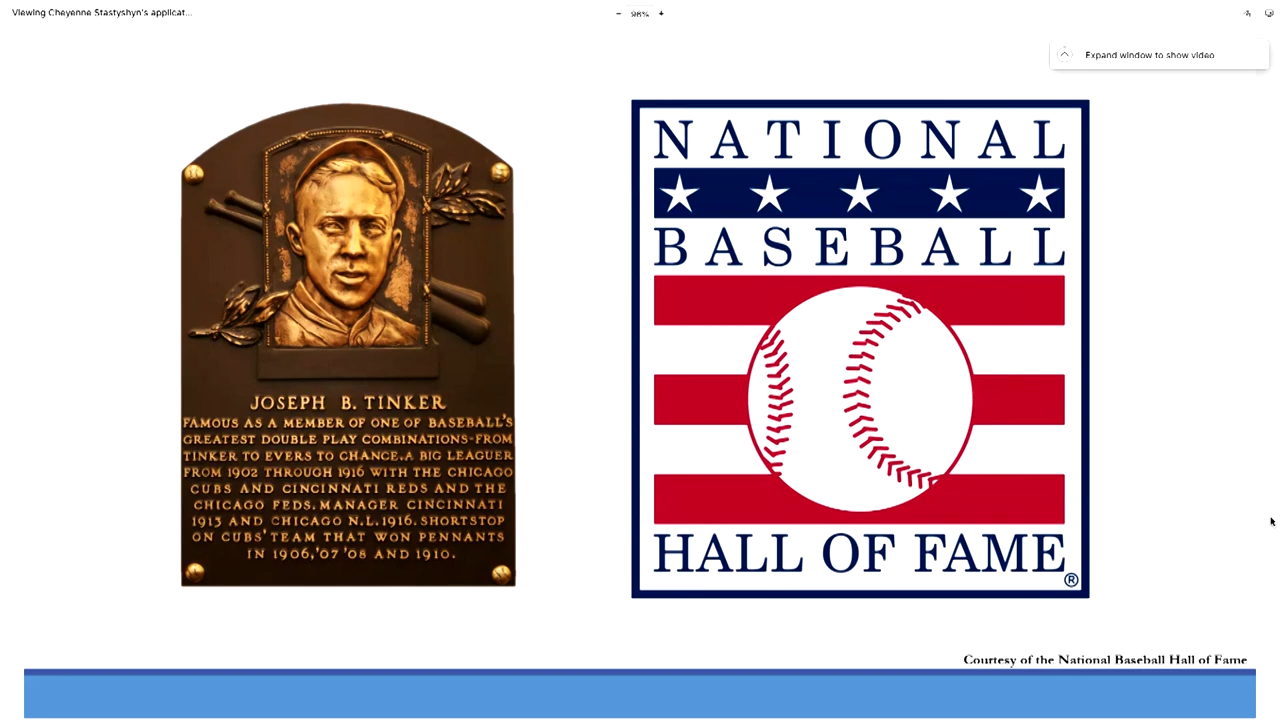 Viewing Cheyenne Stastyshyn's applicat...
− 96% +
Expand window to show video
JOSEPH B. TINKER
FAMOUS AS A MEMBER OF ONE OF BASEBALL'S
GREATEST DOUBLE PLAY COMBINATIONS-FROM
TINKER TO EVERS TO CHANCE. A BIG LEAGUER
FROM 1902 THROUGH 1916 WITH THE CHICAGO
CUBS AND CINCINNATI REDS AND THE
CHICAGO FEDS. MANAGER CINCINNATI
1913 AND CHICAGO N.L. 1916. SHORTSTOP
ON CUBS' TEAM THAT WON PENNANTS
IN 1906,'07 '08 AND 1910.
NATIONAL
BASEBALL
HALL OF FAME®
Courtesy of the National Baseball Hall of Fame